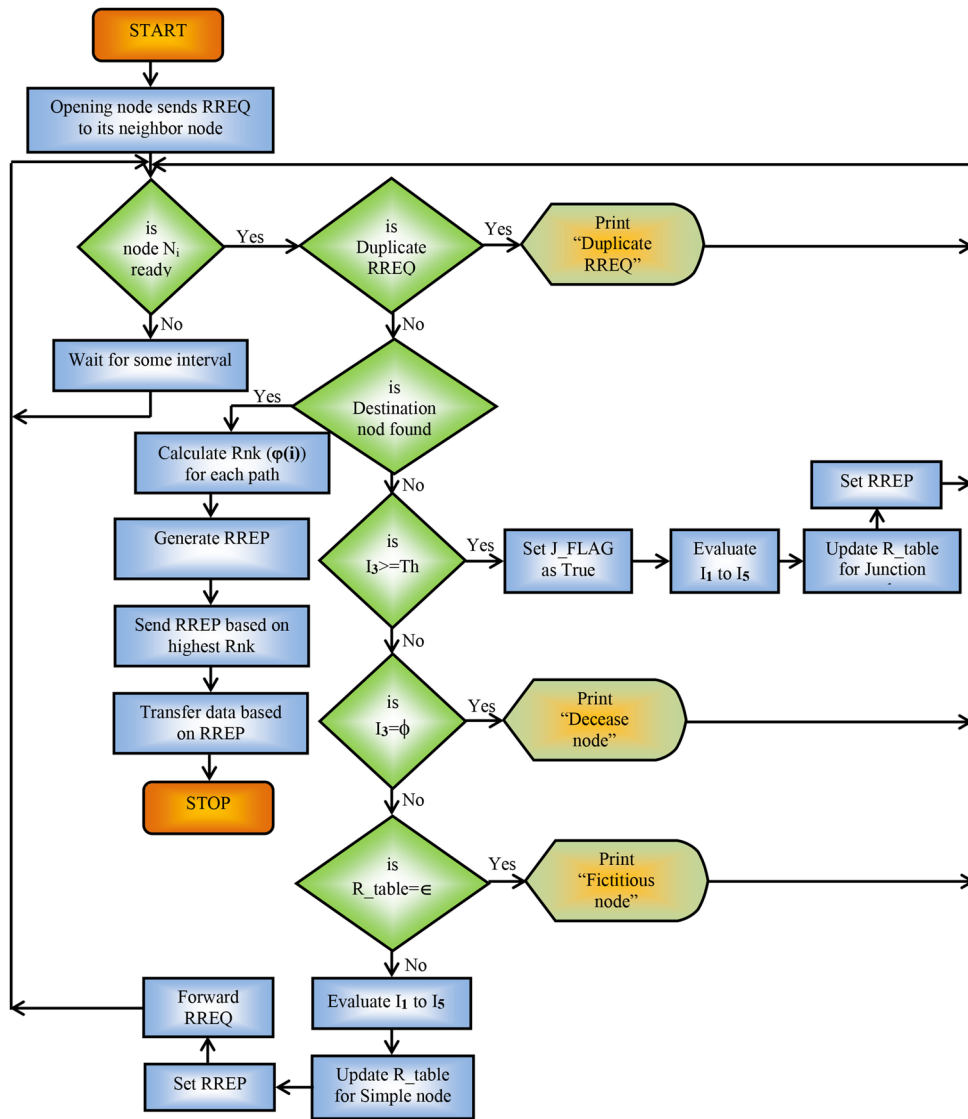 START
Opening node sends RREQ
to its neighbor node
is
node Ni
ready
Yes
is
Duplicate
RREQ
Yes
Print
“Duplicate
RREQ”
No
Wait for some interval
No
is
Destination
nod found
Yes
Calculate Rnk (φ(i))
for each path
Generate RREP
Send RREP based on
highest Rnk
Transfer data based
on RREP
STOP
No
is
I3>=Th
Yes
Set J_FLAG
as True
Evaluate
I1 to I5
Update R_table
for Junction
Set RREP
No
is
I3=ϕ
Yes
Print
“Decease
node”
No
is
R_table=ϵ
Yes
Print
“Fictitious
node”
No
Evaluate I1 to I5
Update R_table
for Simple node
Set RREP
Forward
RREQ